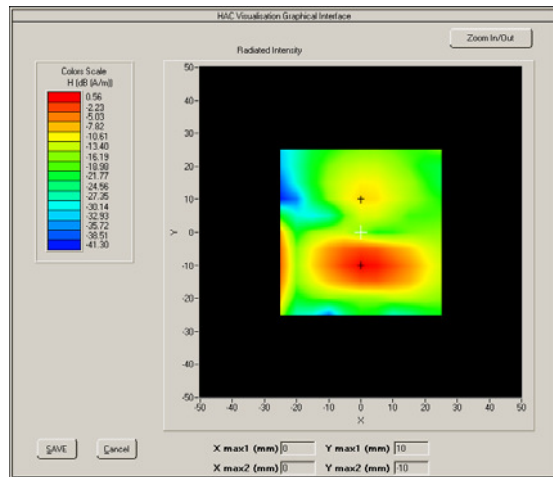 HAC Visualisation Graphical Interface
Zoom In/Out
Radiated Intensity
Colors Scale
H (dB (A/m))
0.56
-2.23
-5.03
-7.82
-10.61
-13.40
-16.19
-18.98
-21.77
-24.56
-27.35
-30.14
-32.93
-35.72
-38.51
-41.30
50
40
30
20
10
Y
0
-10
-20
-30
-40
-50
-50 -40 -30 -20 -10 0 10 20 30 40 50
X
SAVE Cancel
X max1 (mm) 0 Y max1 (mm) 10
X max2 (mm) 0 Y max2 (mm) -10